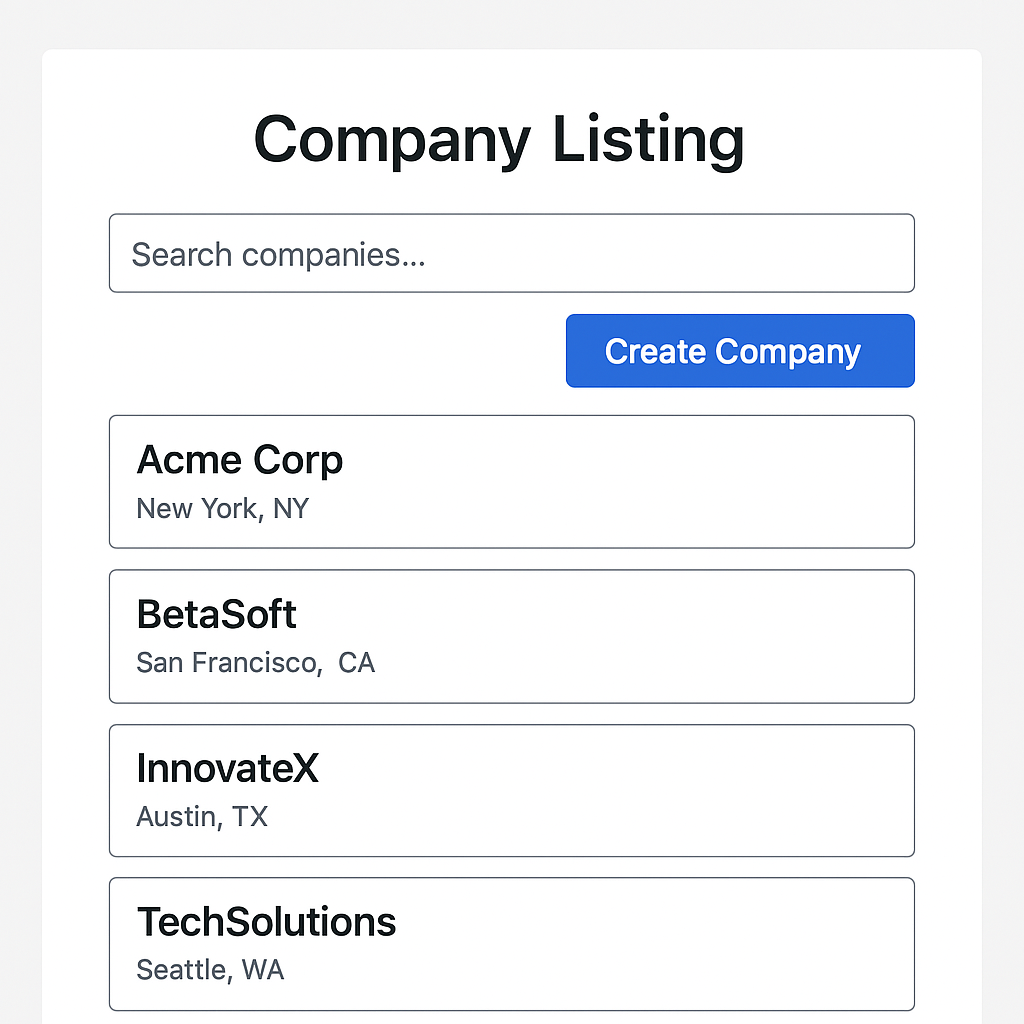 Company Listing
Search companies...
Create Company
Acme Corp
New York, NY
BetaSoft
San Francisco, CA
InnovateX
Austin, TX
TechSolutions
Seattle, WA